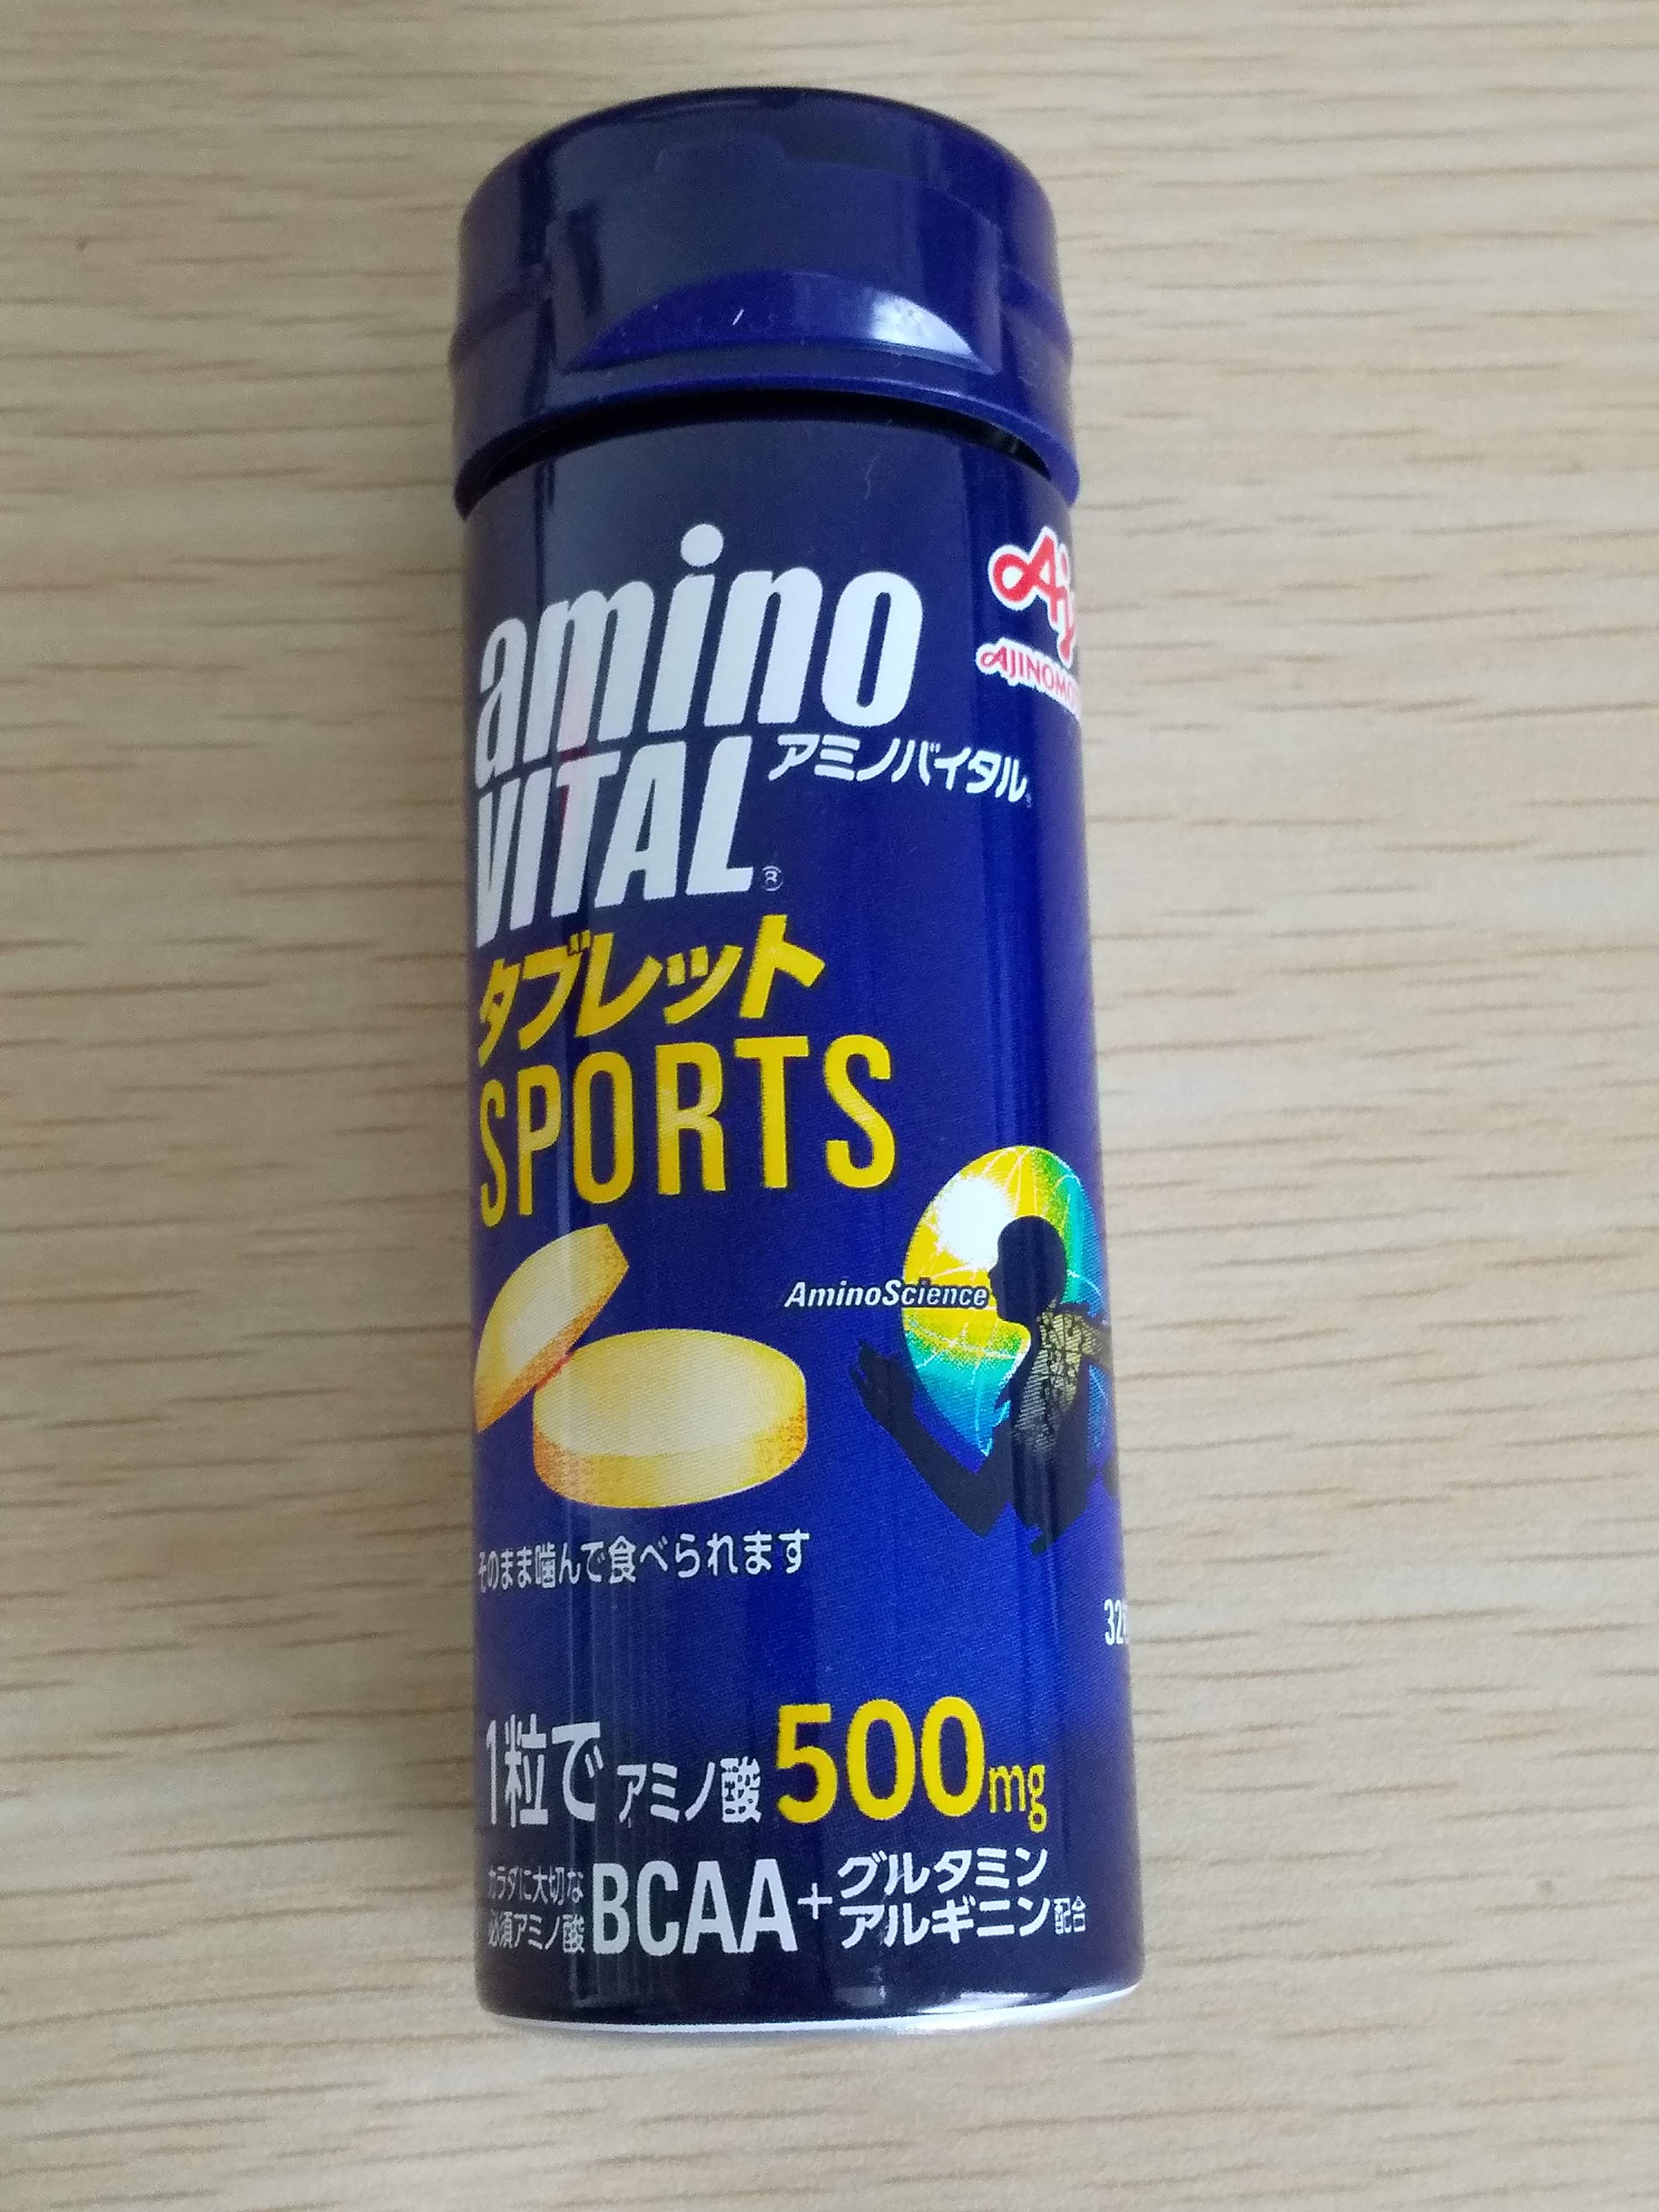 amino
VITAL®
アミノバイタル®
タブレット
SPORTS
AminoScience
そのまま噛んで食べられます
32
1粒で アミノ酸 500mg
カラダに大切な
必須アミノ酸
BCAA+
グルタミン
アルギニン配合